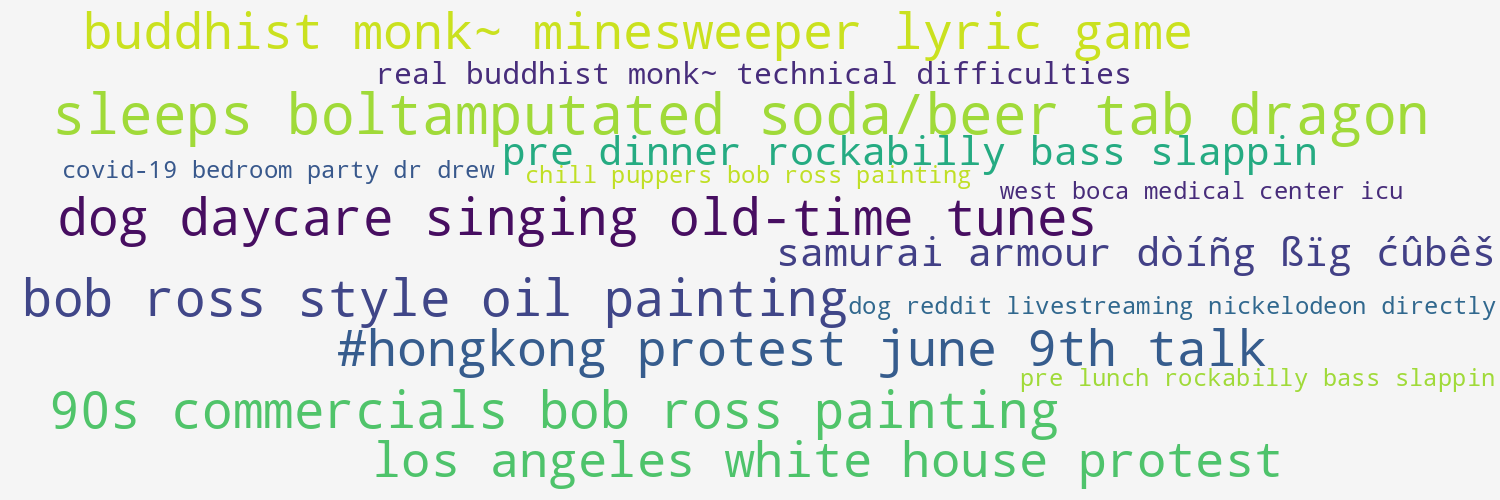 buddhist monk~ minesweeper lyric game
real buddhist monk~ technical difficulties
sleeps boltamputated soda/beer tab dragon
pre dinner rockabilly bass slappin
covid-19 bedroom party dr drew
chill puppers bob ross painting
west boca medical center icu
dog daycare singing old-time tunes
samurai armour dòíñg ßïg ćûbêš
bob ross style oil painting
dog reddit livestreaming nickelodeon directly
#hongkong protest june 9th talk
pre lunch rockabilly bass slappin
90s commercials bob ross painting
los angeles white house protest